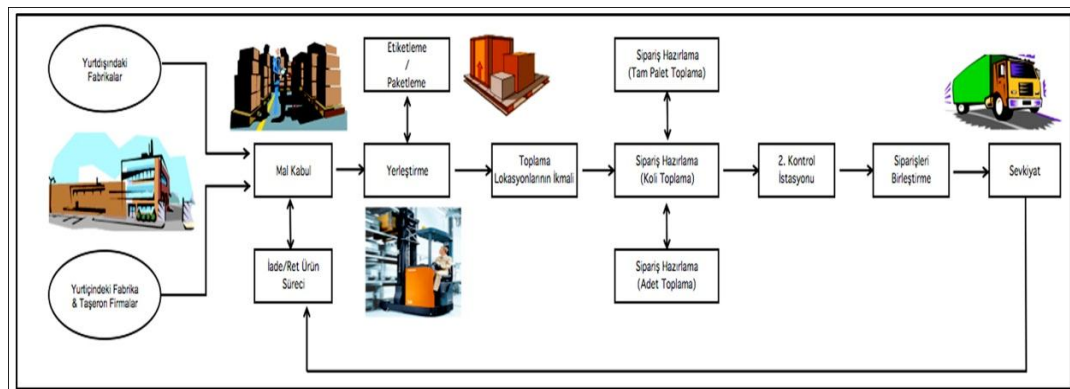 Yurtdışındaki
Fabrikalar
Etiketleme
/
Paketleme
Sipariş Hazırlama
(Tam Palet Toplama)
Mal Kabul
Yerleştirme
Toplama
Lokasyonlarının İkmali
Sipariş Hazırlama
(Koli Toplama)
2. Kontrol
İstasyonu
Siparişleri
Birleştirme
Sevkiyat
Yurtiçindeki Fabrika
& Taşeron Firmalar
İade/Ret Ürün
Süreci
Sipariş Hazırlama
(Adet Toplama)